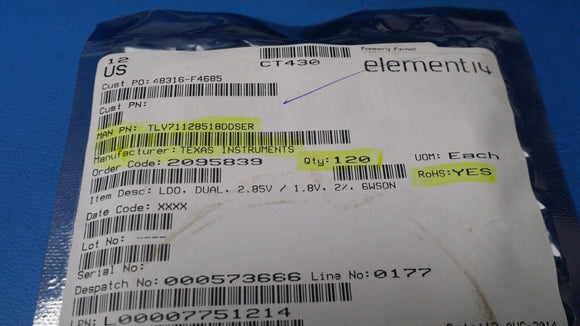 12
US
CT430
Formerly Farnell
element14
Cust PO: 48316-F4685
Cust PN:
MAN PN: TLV71128518DDSER
Manufacturer: TEXAS INSTRUMENTS
Order Code: 2095839
Qty: 120
UOM: Each
RoHS: YES
Item Desc: LDO, DUAL, 2.85V / 1.8V, 2%, 6WSON
Date Code: XXXX
Lot No: ----
Serial No:
Despatch No: 000573666 Line No: 0177
LPN: L00007751214